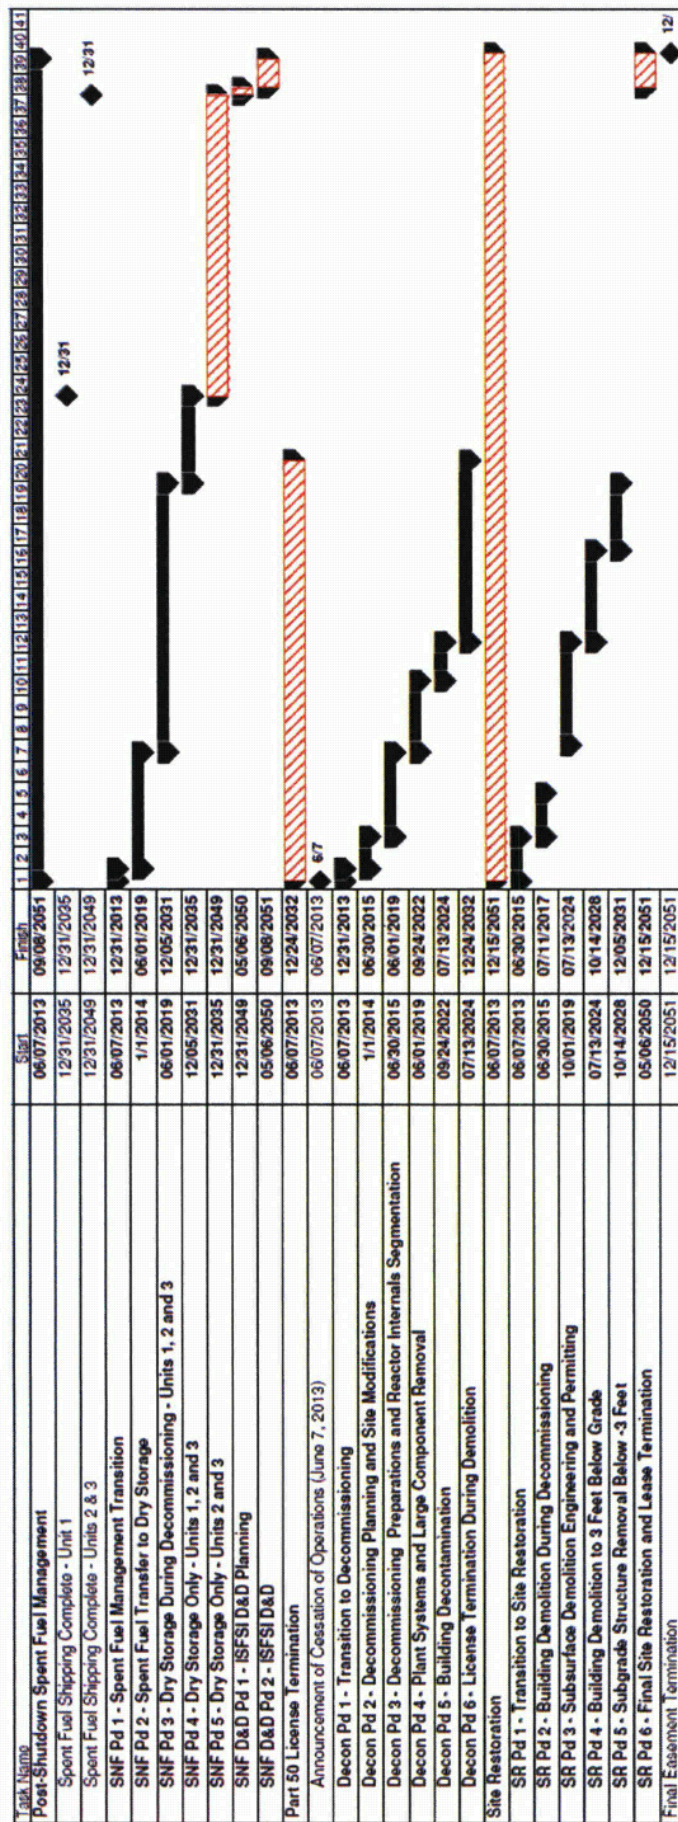 Task Name Start Finish 1 2 3 4 5 6 7 8 9 10 11 12 13 14 15 16 17 18 19 20 21 22 23 24 25 26 27 28 29 30 31 32 33 34 35 36 37 38 39 40 41
Post-Shutdown Spent Fuel Management 06/07/2013 09/08/2051
Spent Fuel Shipping Complete - Unit 1 12/31/2035 12/31/2035 12/31
Spent Fuel Shipping Complete - Units 2 & 3 12/31/2049 12/31/2049 12/31
SNF Pd 1 - Spent Fuel Management Transition 06/07/2013 12/31/2013
SNF Pd 2 - Spent Fuel Transfer to Dry Storage 1/1/2014 06/01/2019
SNF Pd 3 - Dry Storage During Decommissioning - Units 1, 2 and 3 06/01/2019 12/05/2031
SNF Pd 4 - Dry Storage Only - Units 1, 2 and 3 12/05/2031 12/31/2035
SNF Pd 5 - Dry Storage Only - Units 2 and 3 12/31/2035 12/31/2049
SNF D&D Pd 1 - ISFSI D&D Planning 12/31/2049 05/06/2050
SNF D&D Pd 2 - ISFSI D&D 05/06/2050 09/08/2051
Part 50 License Termination 06/07/2013 12/24/2032
Announcement of Cessation of Operations (June 7, 2013) 06/07/2013 06/07/2013 6/7
Decon Pd 1 - Transition to Decommissioning 06/07/2013 12/31/2013
Decon Pd 2 - Decommissioning Planning and Site Modifications 1/1/2014 06/30/2015
Decon Pd 3 - Decommissioning Preparations and Reactor Internals Segmentation 06/30/2015 06/01/2019
Decon Pd 4 - Plant Systems and Large Component Removal 06/01/2019 09/24/2022
Decon Pd 5 - Building Decontamination 09/24/2022 07/13/2024
Decon Pd 6 - License Termination During Demolition 07/13/2024 12/24/2032
Site Restoration 06/07/2013 12/15/2051
SR Pd 1 - Transition to Site Restoration 06/07/2013 06/30/2015
SR Pd 2 - Building Demolition During Decommissioning 06/30/2015 07/11/2017
SR Pd 3 - Subsurface Demolition Engineering and Permitting 10/01/2019 07/13/2024
SR Pd 4 - Building Demolition to 3 Feet Below Grade 07/13/2024 10/14/2028
SR Pd 5 - Subgrade Structure Removal Below -3 Feet 10/14/2028 12/05/2031
SR Pd 6 - Final Site Restoration and Lease Termination 05/06/2050 12/15/2051
Final Easement Termination 12/15/2051 12/15/2051 12/